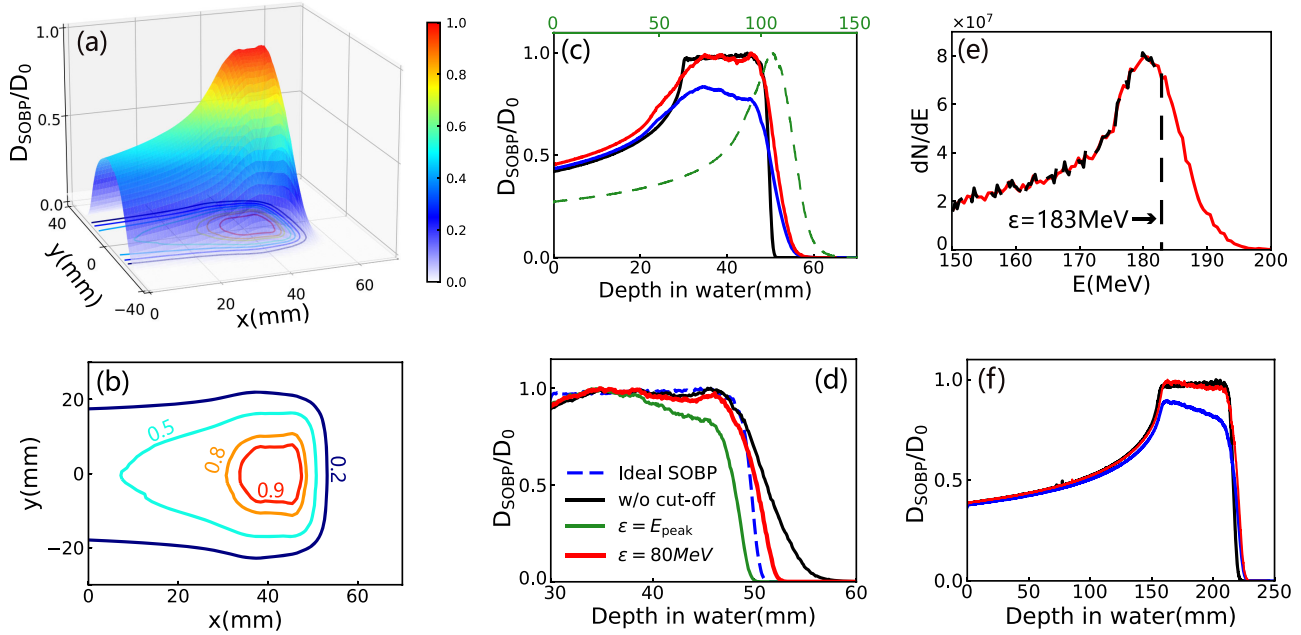 (a)
1.0
0.5
0.0
D_SOBP/D_0
40
0
−40
y(mm)
0
20
40
60
x(mm)
1.0
0.8
0.6
0.4
0.2
0.0
(c)
0 50 100 150
1.0
0.5
0.0
D_SOBP/D_0
0 20 40 60
Depth in water(mm)
(e)
×10^7
8
6
4
2
0
dN/dE
ε=183MeV
150 160 170 180 190 200
E(MeV)
(b)
20
0
−20
y(mm)
0.5
0.8
0.9
0.2
0 20 40 60
x(mm)
(d)
1.0
0.5
0.0
D_SOBP/D_0
Ideal SOBP
w/o cut-off
ε = E_peak
ε = 80MeV
30 40 50 60
Depth in water(mm)
(f)
1.0
0.5
0.0
D_SOBP/D_0
0 50 100 150 200 250
Depth in water(mm)